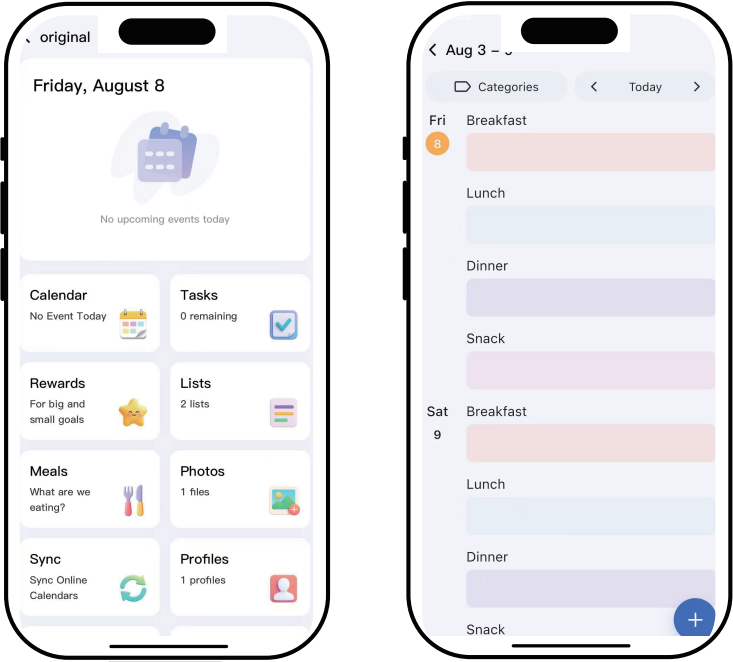 original
Friday, August 8
No upcoming events today
Calendar
No Event Today
Tasks
0 remaining
Rewards
For big and
small goals
Lists
2 lists
Meals
What are we
eating?
Photos
1 files
Sync
Sync Online
Calendars
Profiles
1 profiles
Aug 3 –
Categories
Today
Fri
8
Breakfast
Lunch
Dinner
Snack
Sat
9
Breakfast
Lunch
Dinner
Snack